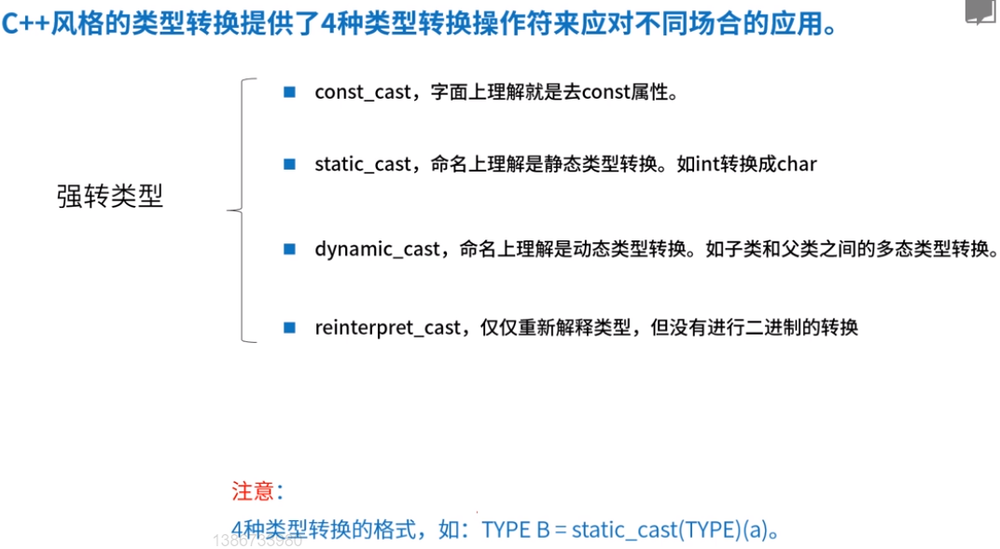 C++风格的类型转换提供了4种类型转换操作符来应对不同场合的应用。
const_cast，字面上理解就是去const属性。
static_cast，命名上理解是静态类型转换。如int转换成char
强转类型
dynamic_cast，命名上理解是动态类型转换。如子类和父类之间的多态类型转换。
reinterpret_cast，仅仅重新解释类型，但没有进行二进制的转换
注意：
4种类型转换的格式，如：TYPE B = static_cast(TYPE)(a)。